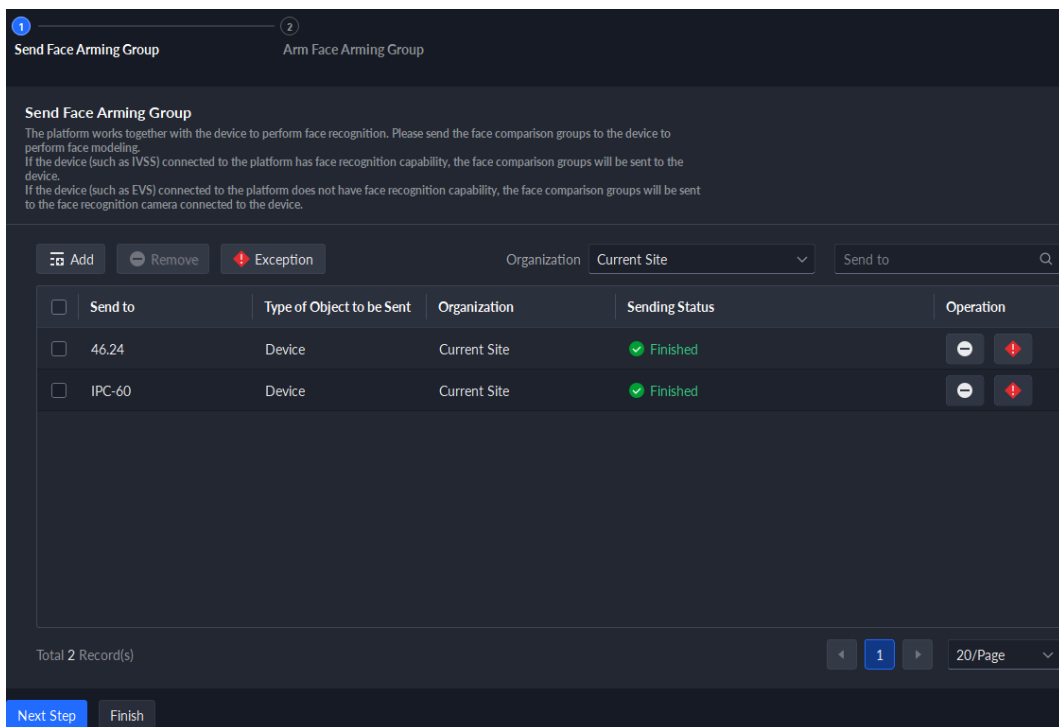 1 2
Send Face Arming Group Arm Face Arming Group
Send Face Arming Group
The platform works together with the device to perform face recognition. Please send the face comparison groups to the device to
perform face modeling.
If the device (such as IVSS) connected to the platform has face recognition capability, the face comparison groups will be sent to the
device.
If the device (such as EVS) connected to the platform does not have face recognition capability, the face comparison groups will be sent
to the face recognition camera connected to the device.
Add Remove Exception Organization Current Site Send to
Send to Type of Object to be Sent Organization Sending Status Operation
46.24 Device Current Site Finished
IPC-60 Device Current Site Finished
Total 2 Record(s) 1 20/Page
Next Step Finish